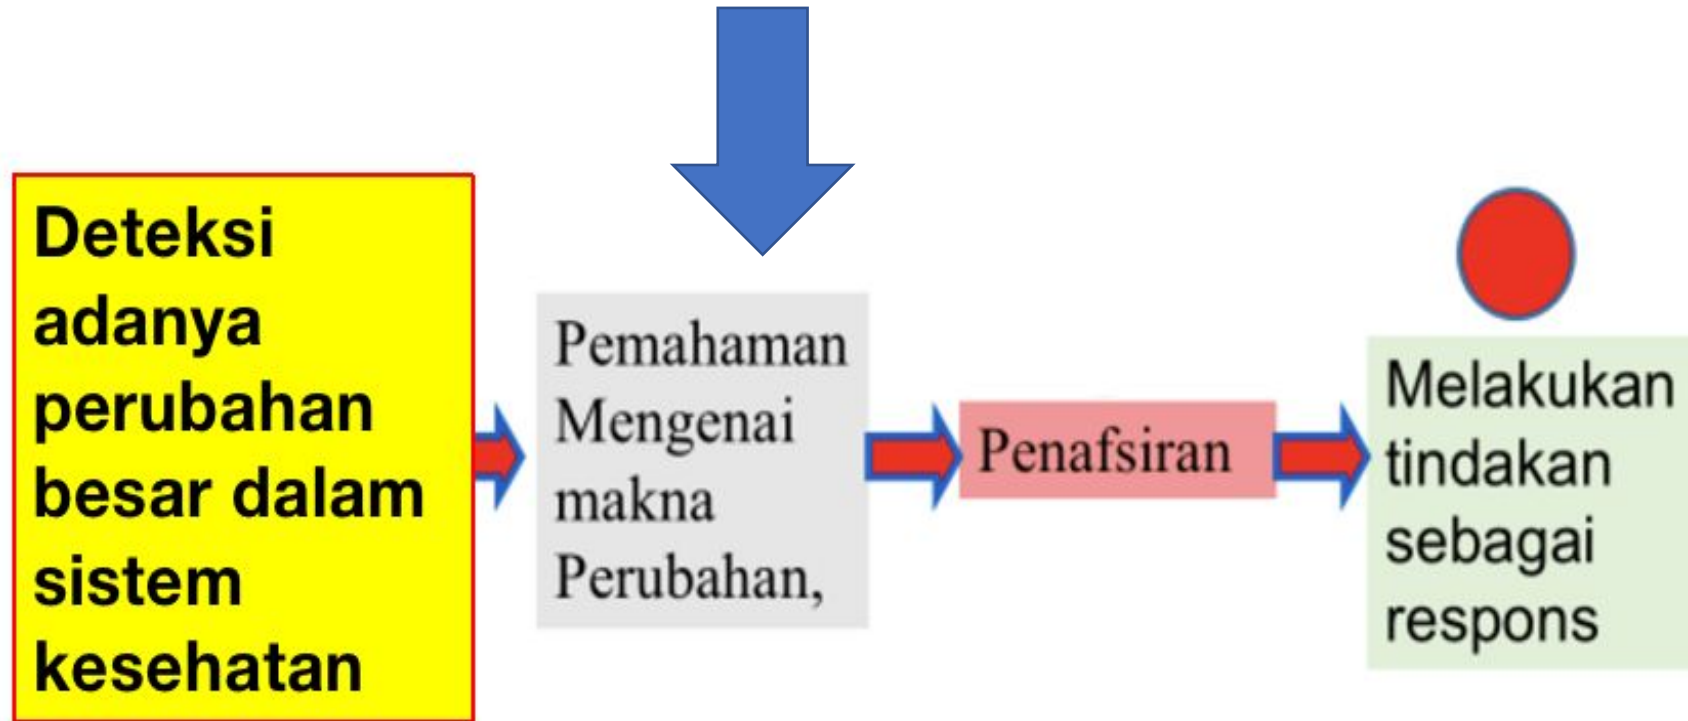 Deteksi
adanya
perubahan
besar dalam
sistem
kesehatan
Pemahaman
Mengenai
makna
Perubahan,
Penafsiran
Melakukan
tindakan
sebagai
respons